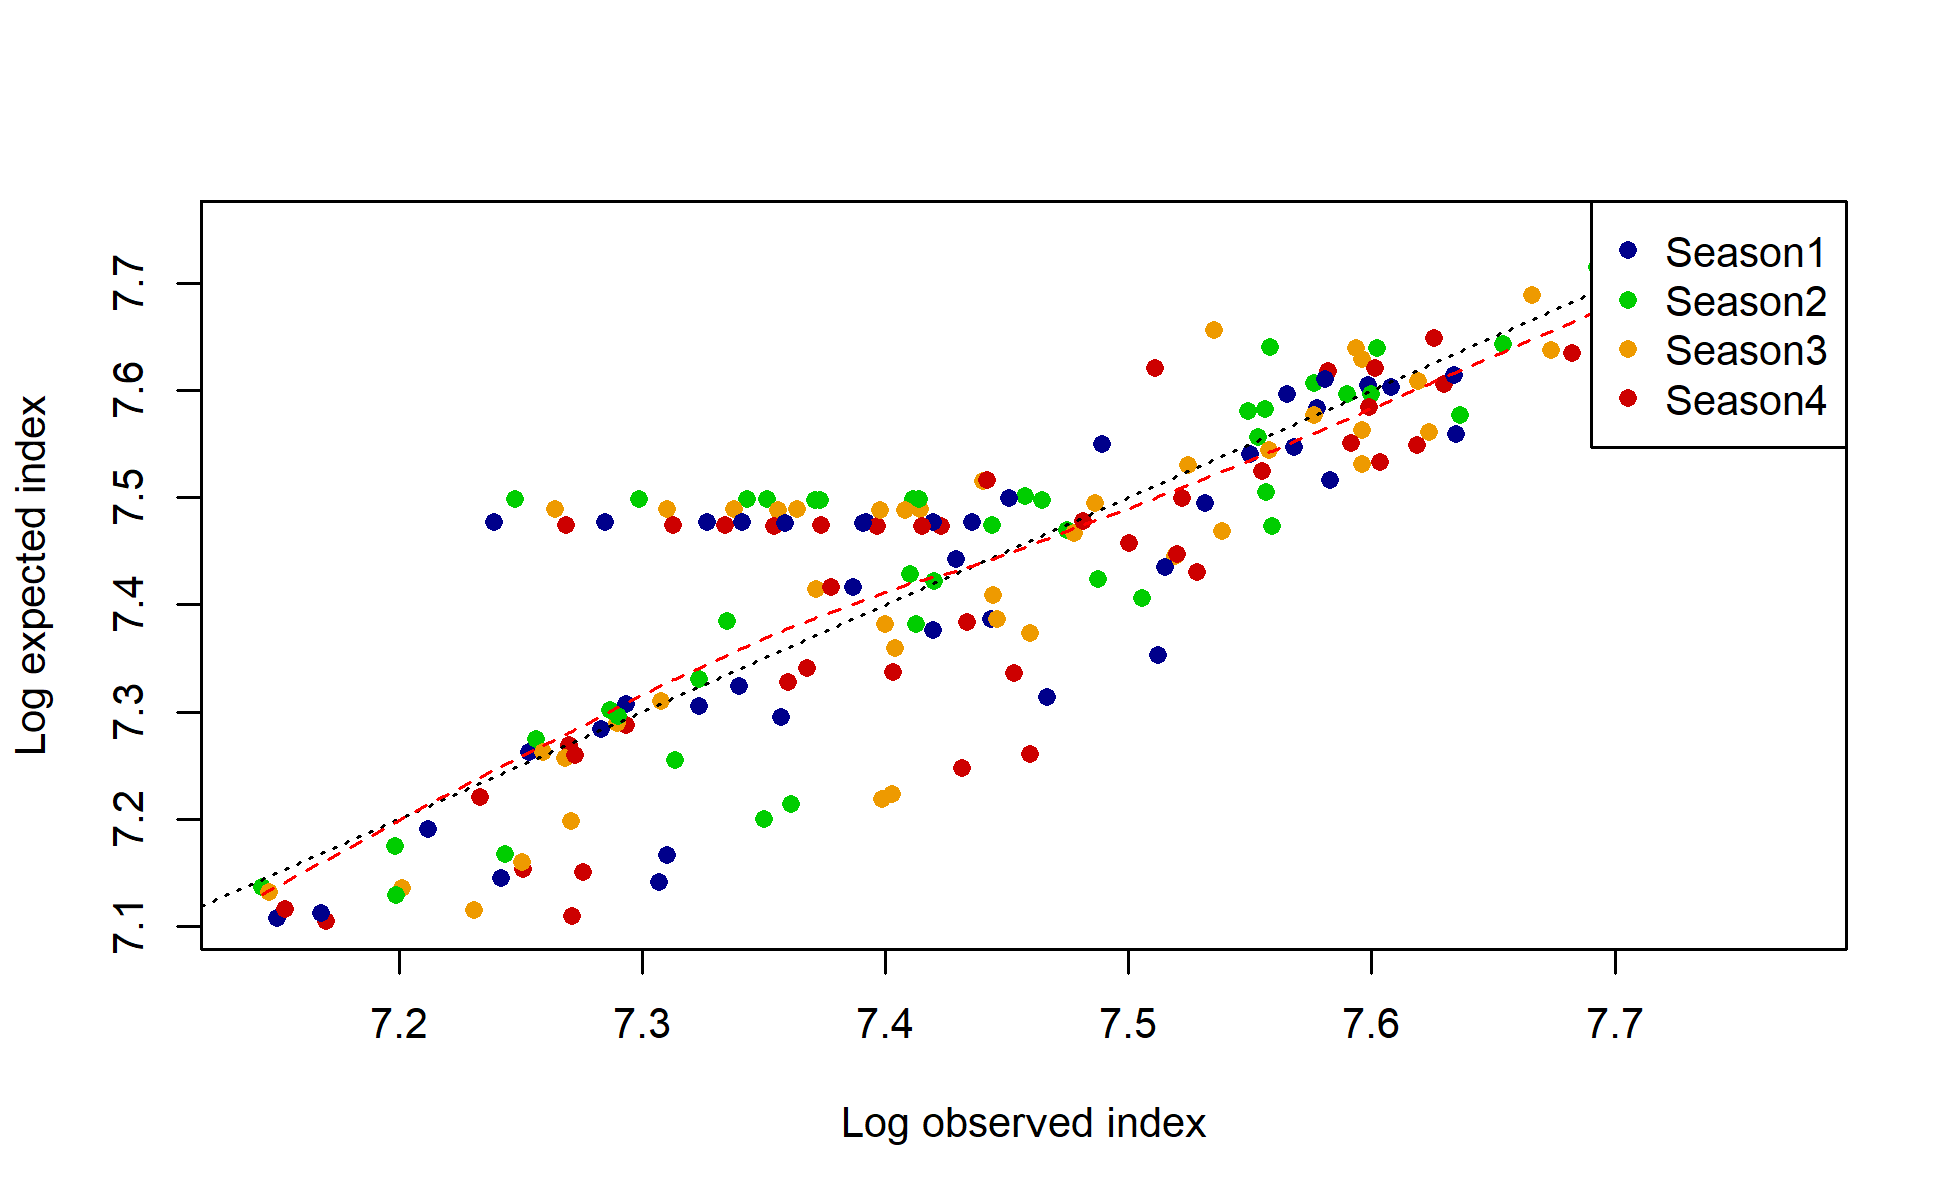 Season1
Season2
Season3
Season4
7.7
7.6
7.5
7.4
7.3
7.2
7.1
Log expected index
7.2 7.3 7.4 7.5 7.6 7.7
Log observed index